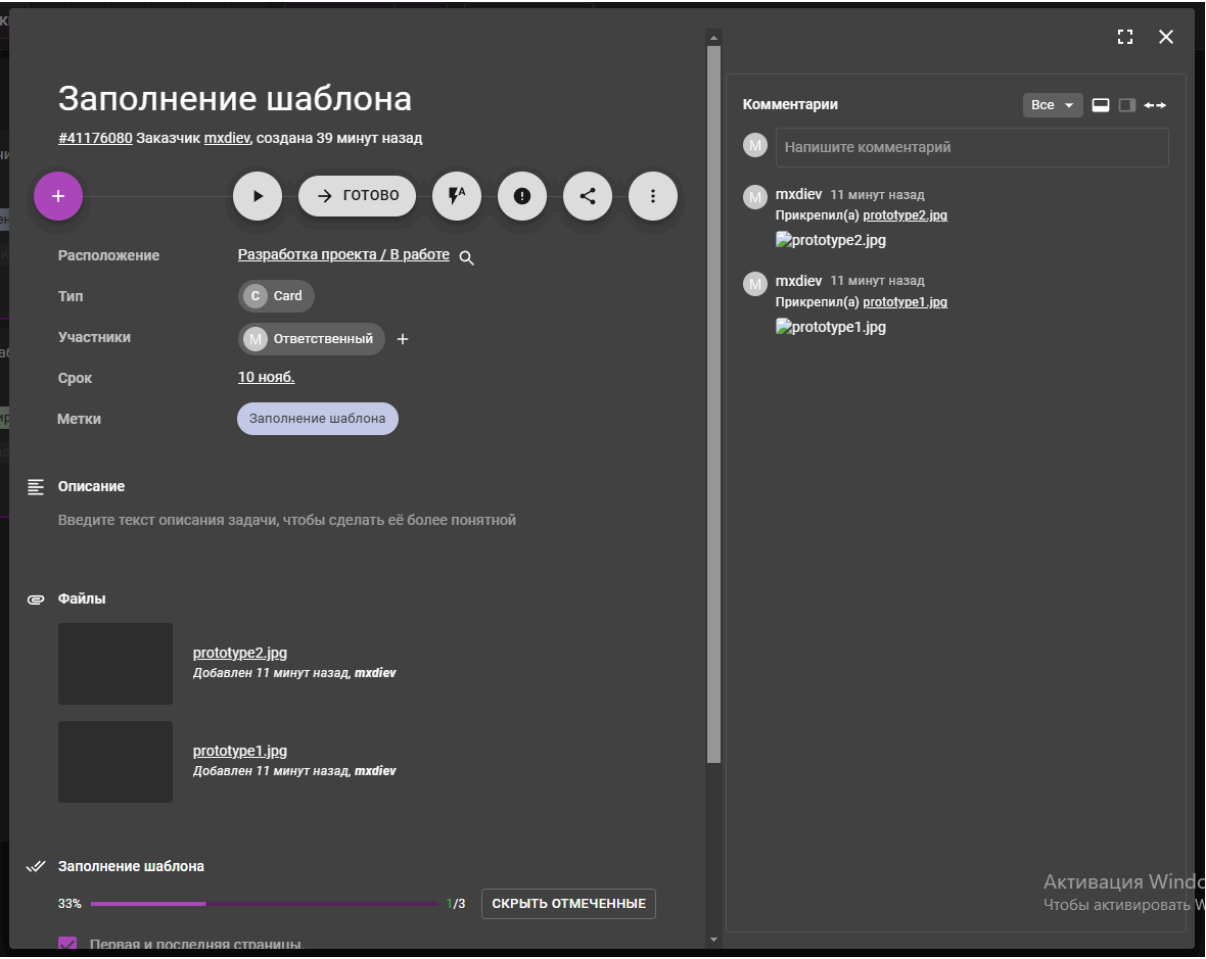 Заполнение шаблона
#41176080 Заказчик mxdiev, создана 39 минут назад
ГОТОВО
Расположение Разработка проекта / В работе
Тип C Card
Участники M Ответственный +
Срок 10 нояб.
Метки Заполнение шаблона
Описание
Введите текст описания задачи, чтобы сделать её более понятной
Файлы
prototype2.jpg
Добавлен 11 минут назад, mxdiev
prototype1.jpg
Добавлен 11 минут назад, mxdiev
Заполнение шаблона
33% 1/3 СКРЫТЬ ОТМЕЧЕННЫЕ
Первая и последняя страницы.
Комментарии Все
M Напишите комментарий
M mxdiev 11 минут назад
Прикрепил(а) prototype2.jpg
prototype2.jpg
M mxdiev 11 минут назад
Прикрепил(а) prototype1.jpg
prototype1.jpg
Активация Windo
Чтобы активировать W